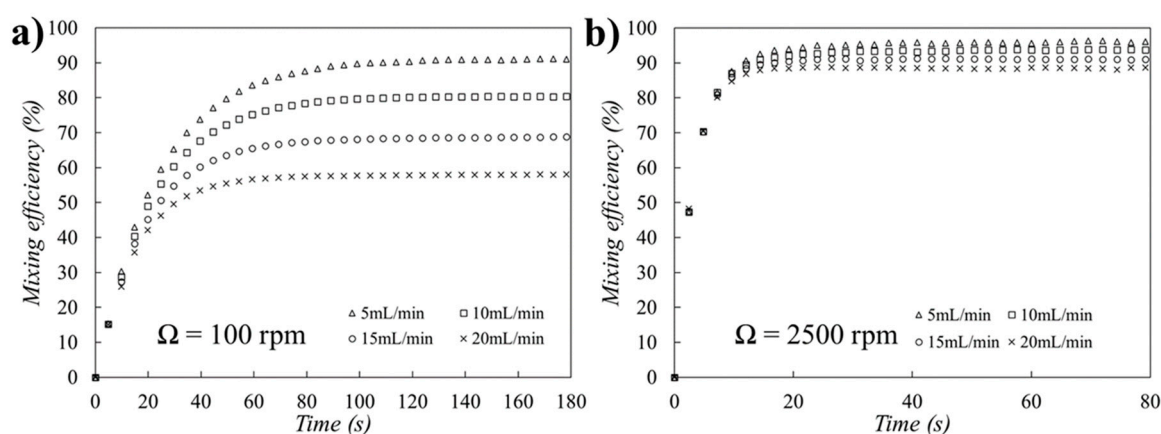 a)
Mixing efficiency (%)
100
90
80
70
60
50
40
30
20
10
0
Ω = 100 rpm
△ 5mL/min □ 10mL/min
○ 15mL/min × 20mL/min
0 20 40 60 80 100 120 140 160 180
Time (s)
b)
Mixing efficiency (%)
100
90
80
70
60
50
40
30
20
10
0
△ 5mL/min □ 10mL/min
○ 15mL/min × 20mL/min
Ω = 2500 rpm
0 20 40 60 80
Time (s)